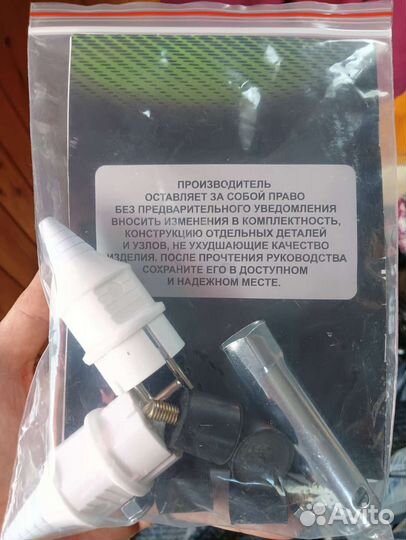 ПРОИЗВОДИТЕЛЬ
ОСТАВЛЯЕТ ЗА СОБОЙ ПРАВО
БЕЗ ПРЕДВАРИТЕЛЬНОГО УВЕДОМЛЕНИЯ
ВНОСИТЬ ИЗМЕНЕНИЯ В КОМПЛЕКТНОСТЬ,
КОНСТРУКЦИЮ ОТДЕЛЬНЫХ ДЕТАЛЕЙ
И УЗЛОВ, НЕ УХУДШАЮЩИЕ КАЧЕСТВО
ИЗДЕЛИЯ. ПОСЛЕ ПРОЧТЕНИЯ РУКОВОДСТВА
СОХРАНИТЕ ЕГО В ДОСТУПНОМ
И НАДЕЖНОМ МЕСТЕ.
Avito